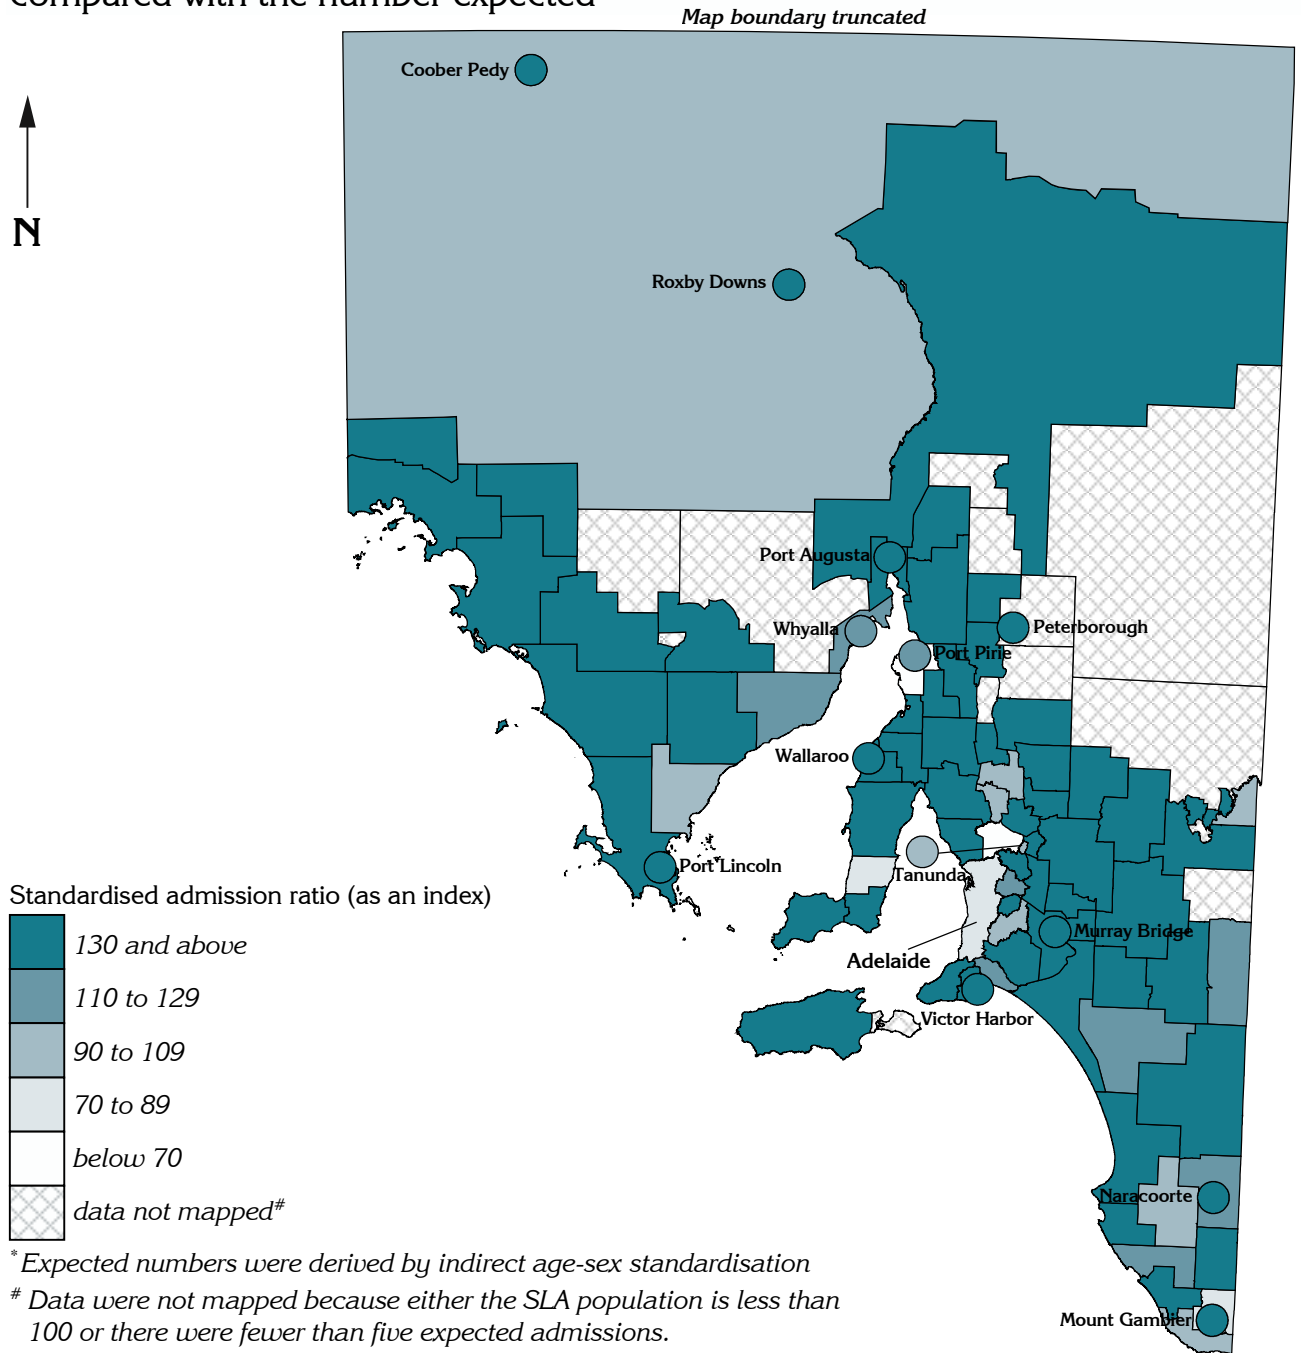 compared with the number expected
Map boundary truncated
Coober Pedy
N
Roxby Downs
Port Augusta
Whyalla
Peterborough
Port Pirie
Wallaroo
Port Lincoln
Tanunda
Murray Bridge
Adelaide
Victor Harbor
Naracoorte
Mount Gambier
Standardised admission ratio (as an index)
130 and above
110 to 129
90 to 109
70 to 89
below 70
data not mapped#
* Expected numbers were derived by indirect age-sex standardisation
# Data were not mapped because either the SLA population is less than
100 or there were fewer than five expected admissions.